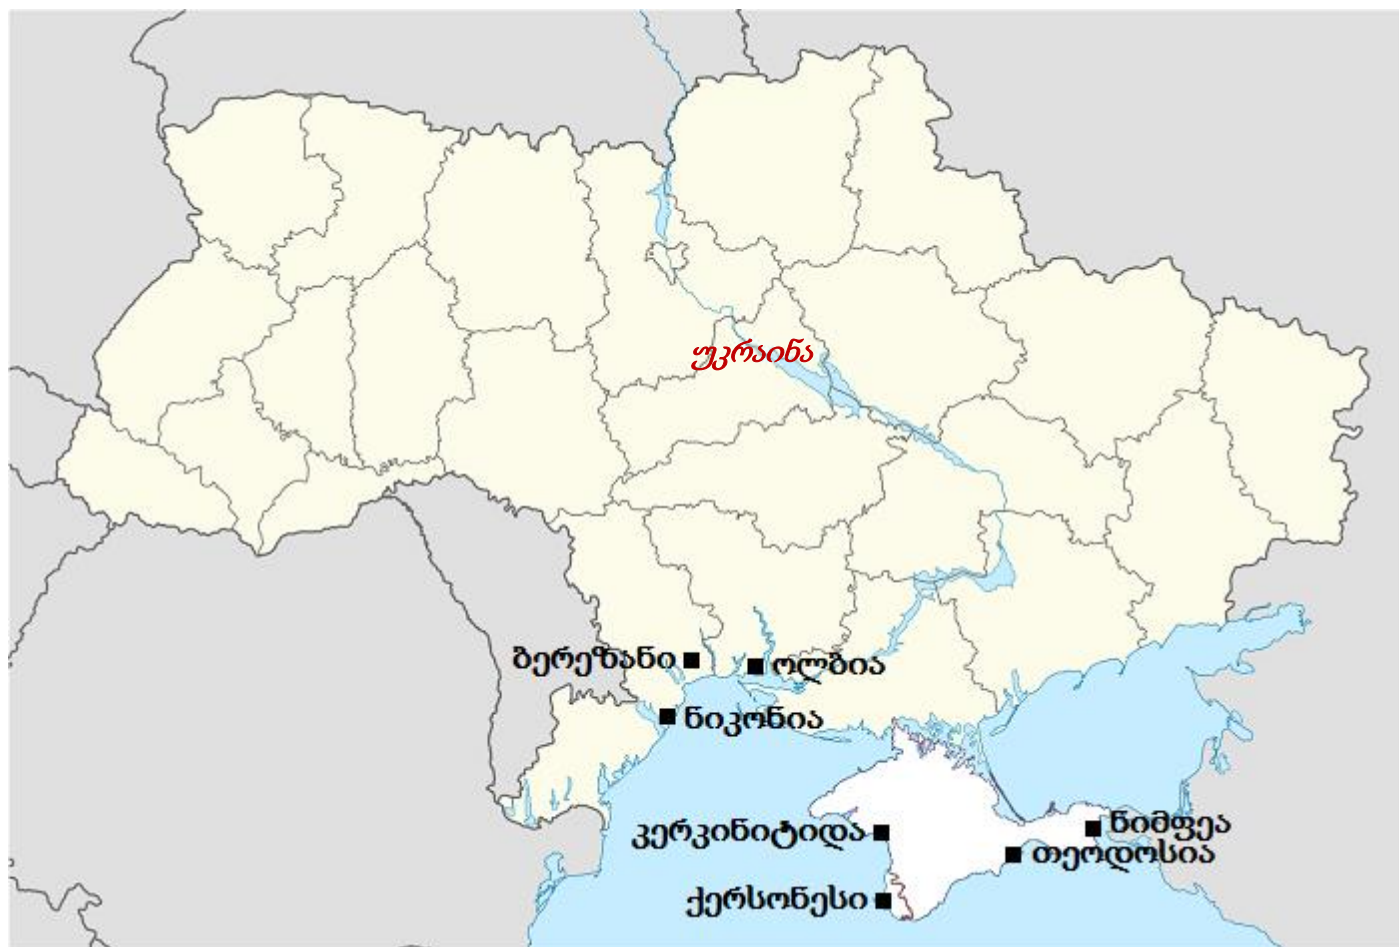 უკრაინა
ბერეზანი
ოლბია
ნიკონია
კერკინიტიდა
ნიმფეა
თეოდოსია
ქერსონესი